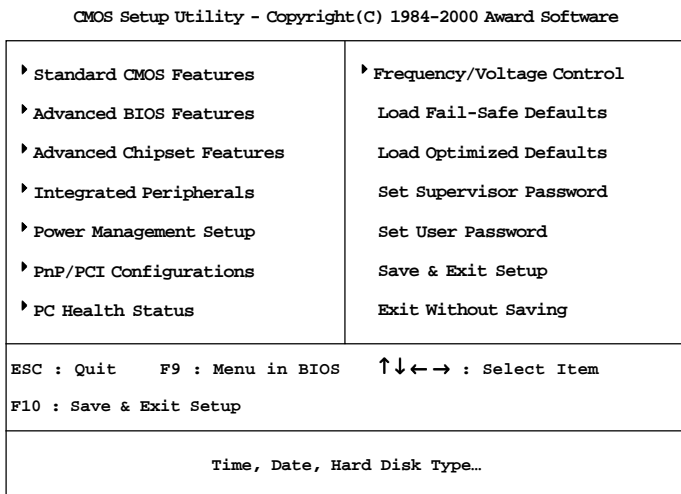 CMOS Setup Utility - Copyright(C) 1984-2000 Award Software
Standard CMOS Features
Advanced BIOS Features
Advanced Chipset Features
Integrated Peripherals
Power Management Setup
PnP/PCI Configurations
PC Health Status
Frequency/Voltage Control
Load Fail-Safe Defaults
Load Optimized Defaults
Set Supervisor Password
Set User Password
Save & Exit Setup
Exit Without Saving
ESC : Quit F9 : Menu in BIOS ↑↓←→ : Select Item
F10 : Save & Exit Setup
Time, Date, Hard Disk Type…